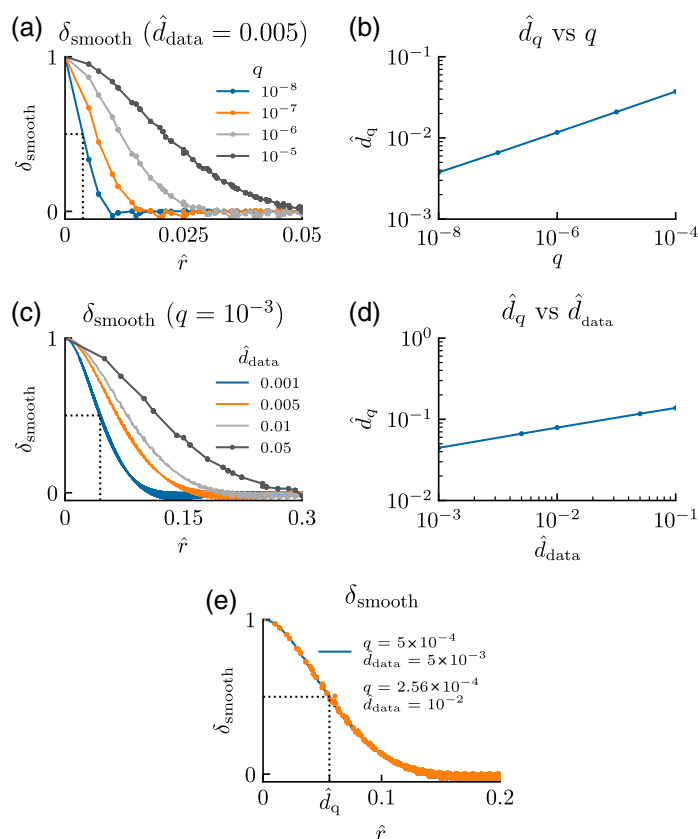 (a) δ_smooth (d̂_data = 0.005)
1
0
δ_smooth
q
10⁻⁸
10⁻⁷
10⁻⁶
10⁻⁵
0 0.025 0.05
r̂
(b) d̂_q vs q
10⁻¹
10⁻²
10⁻³
d̂_q
10⁻⁸ 10⁻⁶ 10⁻⁴
q
(c) δ_smooth (q = 10⁻³)
1
0
δ_smooth
d̂_data
0.001
0.005
0.01
0.05
0 0.15 0.3
r̂
(d) d̂_q vs d̂_data
10⁰
10⁻¹
10⁻²
d̂_q
10⁻³ 10⁻² 10⁻¹
d̂_data
(e) δ_smooth
1
0
δ_smooth
q = 5×10⁻⁴
d̂_data = 5×10⁻³
q = 2.56×10⁻⁴
d̂_data = 10⁻²
0 d̂_q 0.1 0.2
r̂